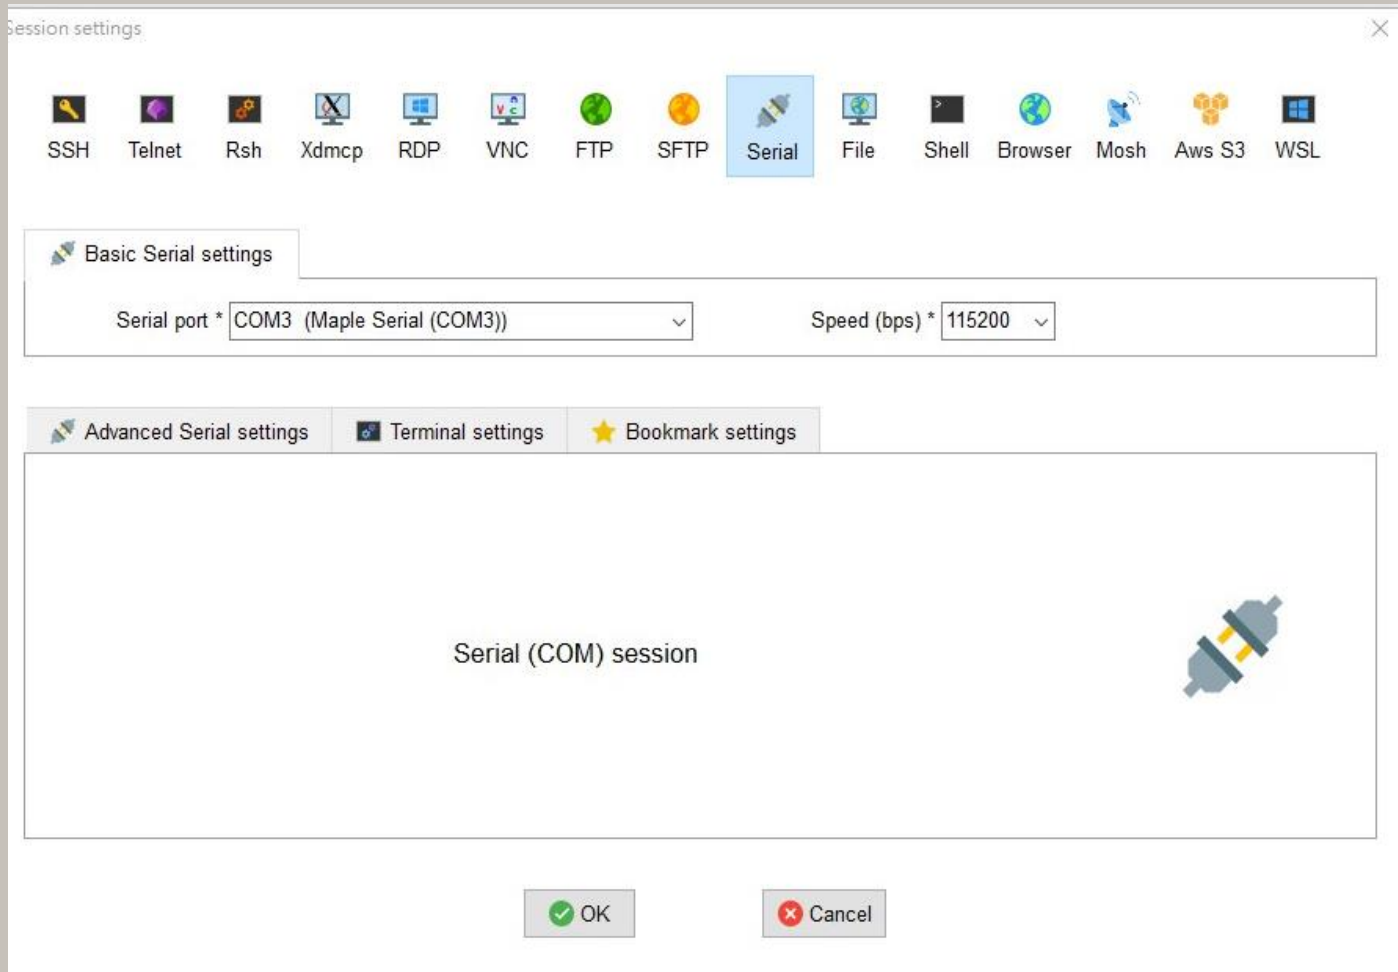 Session settings
SSH Telnet Rsh Xdmcp RDP VNC FTP SFTP Serial File Shell Browser Mosh Aws S3 WSL
Basic Serial settings
Serial port * COM3 (Maple Serial (COM3)) Speed (bps) * 115200
Advanced Serial settings Terminal settings Bookmark settings
Serial (COM) session
OK Cancel